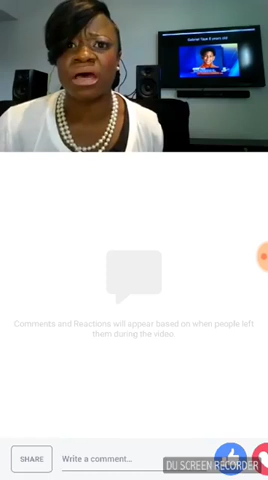 Comments and Reactions will appear based on when people left
them during the video.
SHARE
Write a comment...
DU SCREEN RECORDER